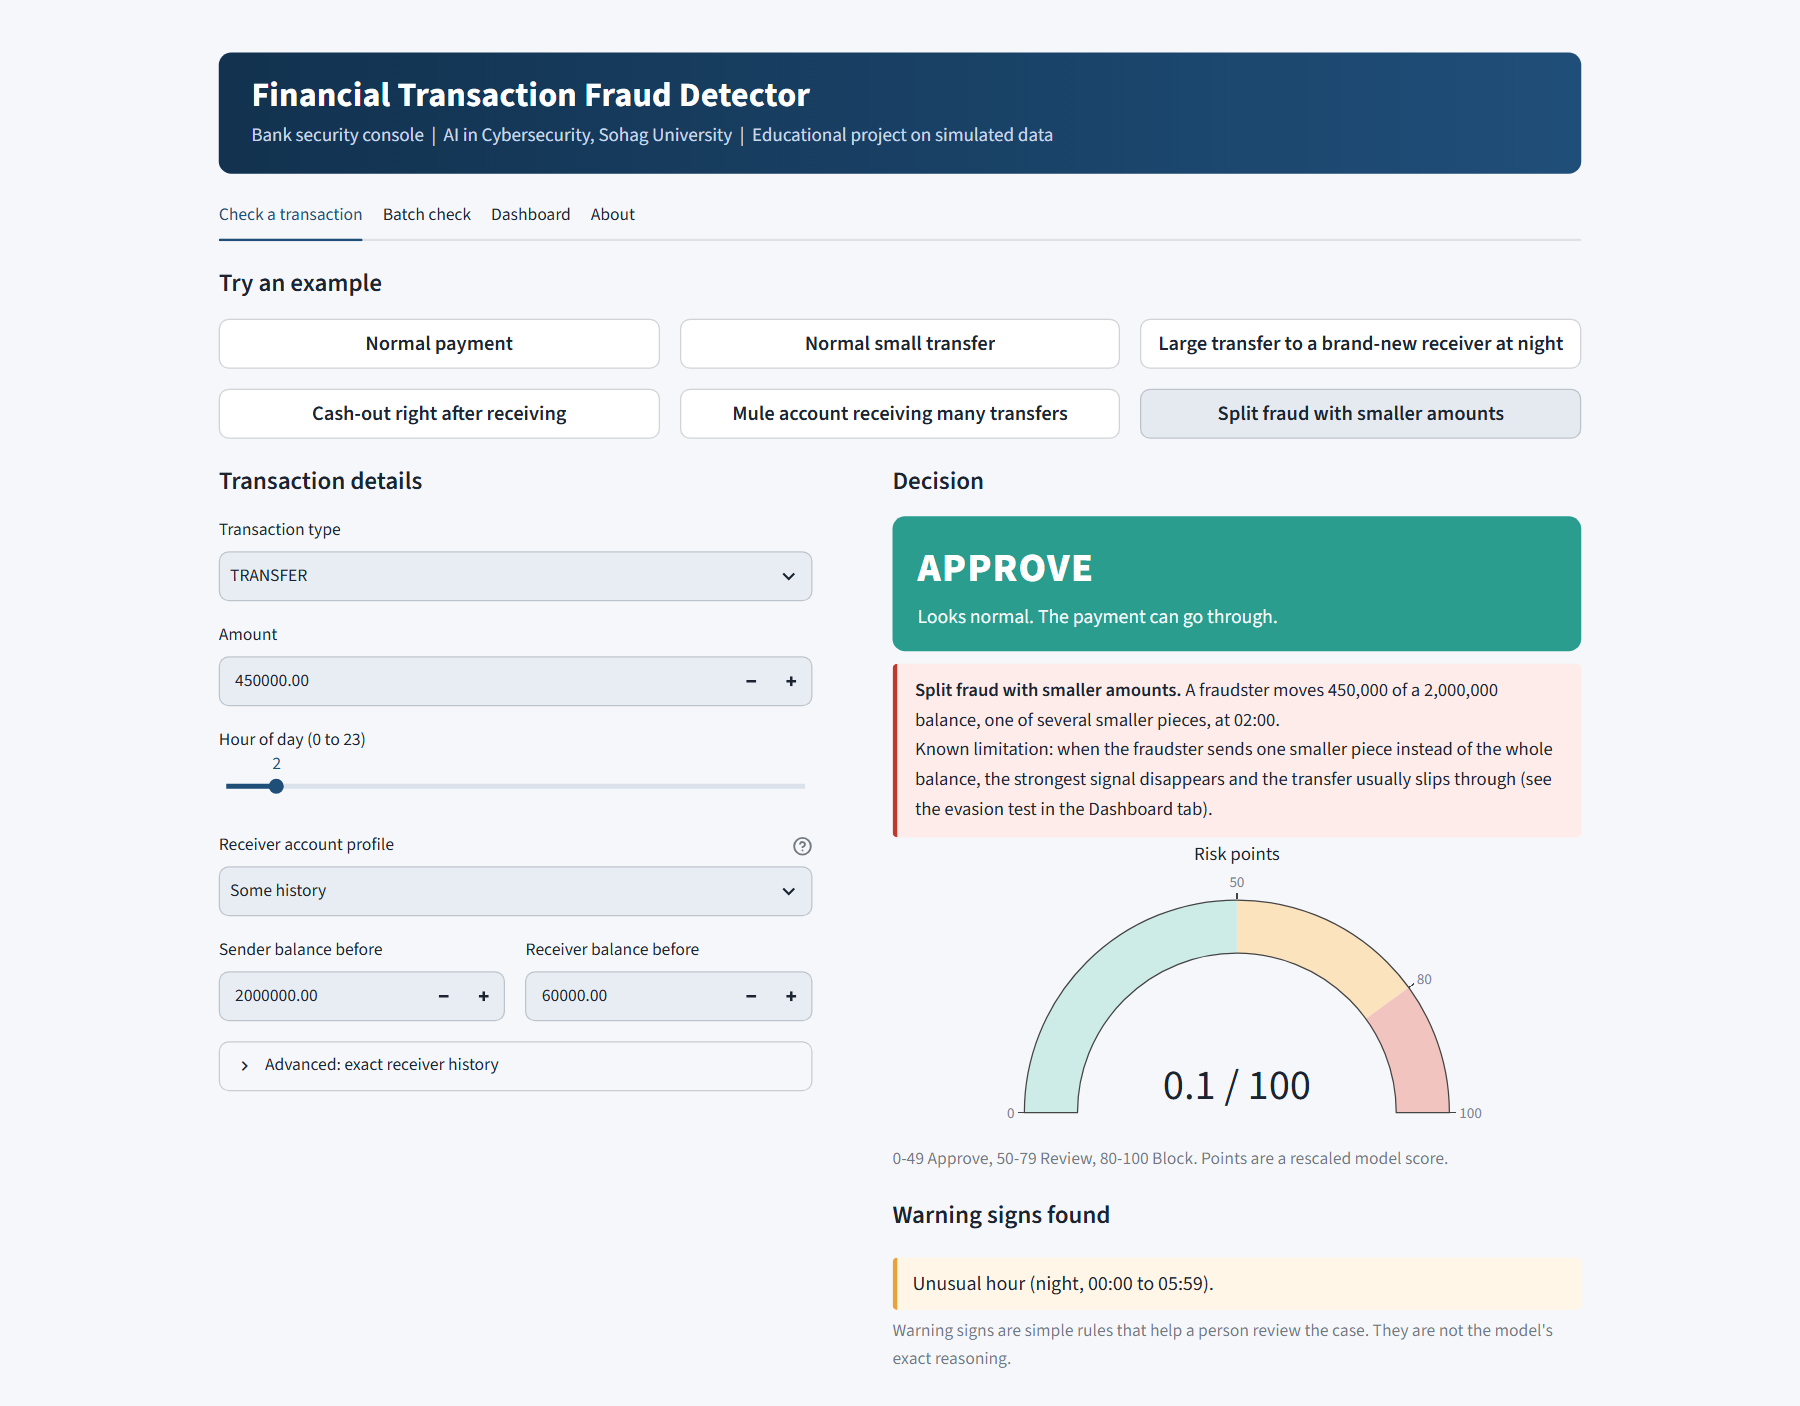 Financial Transaction Fraud Detector
Bank security console | AI in Cybersecurity, Sohag University | Educational project on simulated data
Check a transaction
Batch check
Dashboard
About
Try an example
Normal payment
Normal small transfer
Large transfer to a brand-new receiver at night
Cash-out right after receiving
Mule account receiving many transfers
Split fraud with smaller amounts
Transaction details
Transaction type
TRANSFER
Amount
450000.00
Hour of day (0 to 23)
2
Receiver account profile
Some history
Sender balance before
2000000.00
Receiver balance before
60000.00
Advanced: exact receiver history
Decision
APPROVE
Looks normal. The payment can go through.
Split fraud with smaller amounts. A fraudster moves 450,000 of a 2,000,000
balance, one of several smaller pieces, at 02:00.
Known limitation: when the fraudster sends one smaller piece instead of the whole
balance, the strongest signal disappears and the transfer usually slips through (see
the evasion test in the Dashboard tab).
Risk points
50
80
0.1 / 100
0
100
0-49 Approve, 50-79 Review, 80-100 Block. Points are a rescaled model score.
Warning signs found
Unusual hour (night, 00:00 to 05:59).
Warning signs are simple rules that help a person review the case. They are not the model's
exact reasoning.